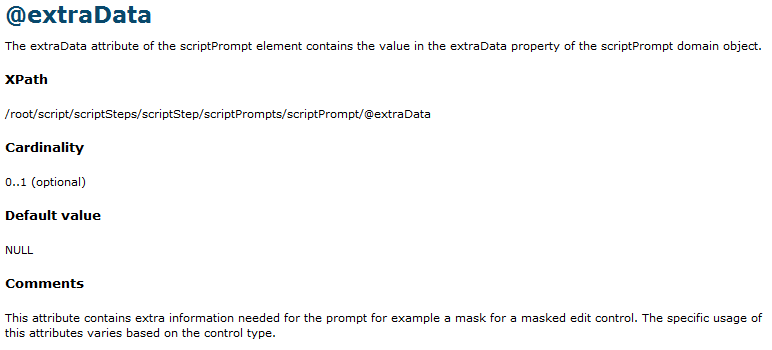 @extraData
The extraData attribute of the scriptPrompt element contains the value in the extraData property of the scriptPrompt domain object.
XPath
/root/script/scriptSteps/scriptStep/scriptPrompts/scriptPrompt/@extraData
Cardinality
0..1 (optional)
Default value
NULL
Comments
This attribute contains extra information needed for the prompt for example a mask for a masked edit control. The specific usage of
this attributes varies based on the control type.